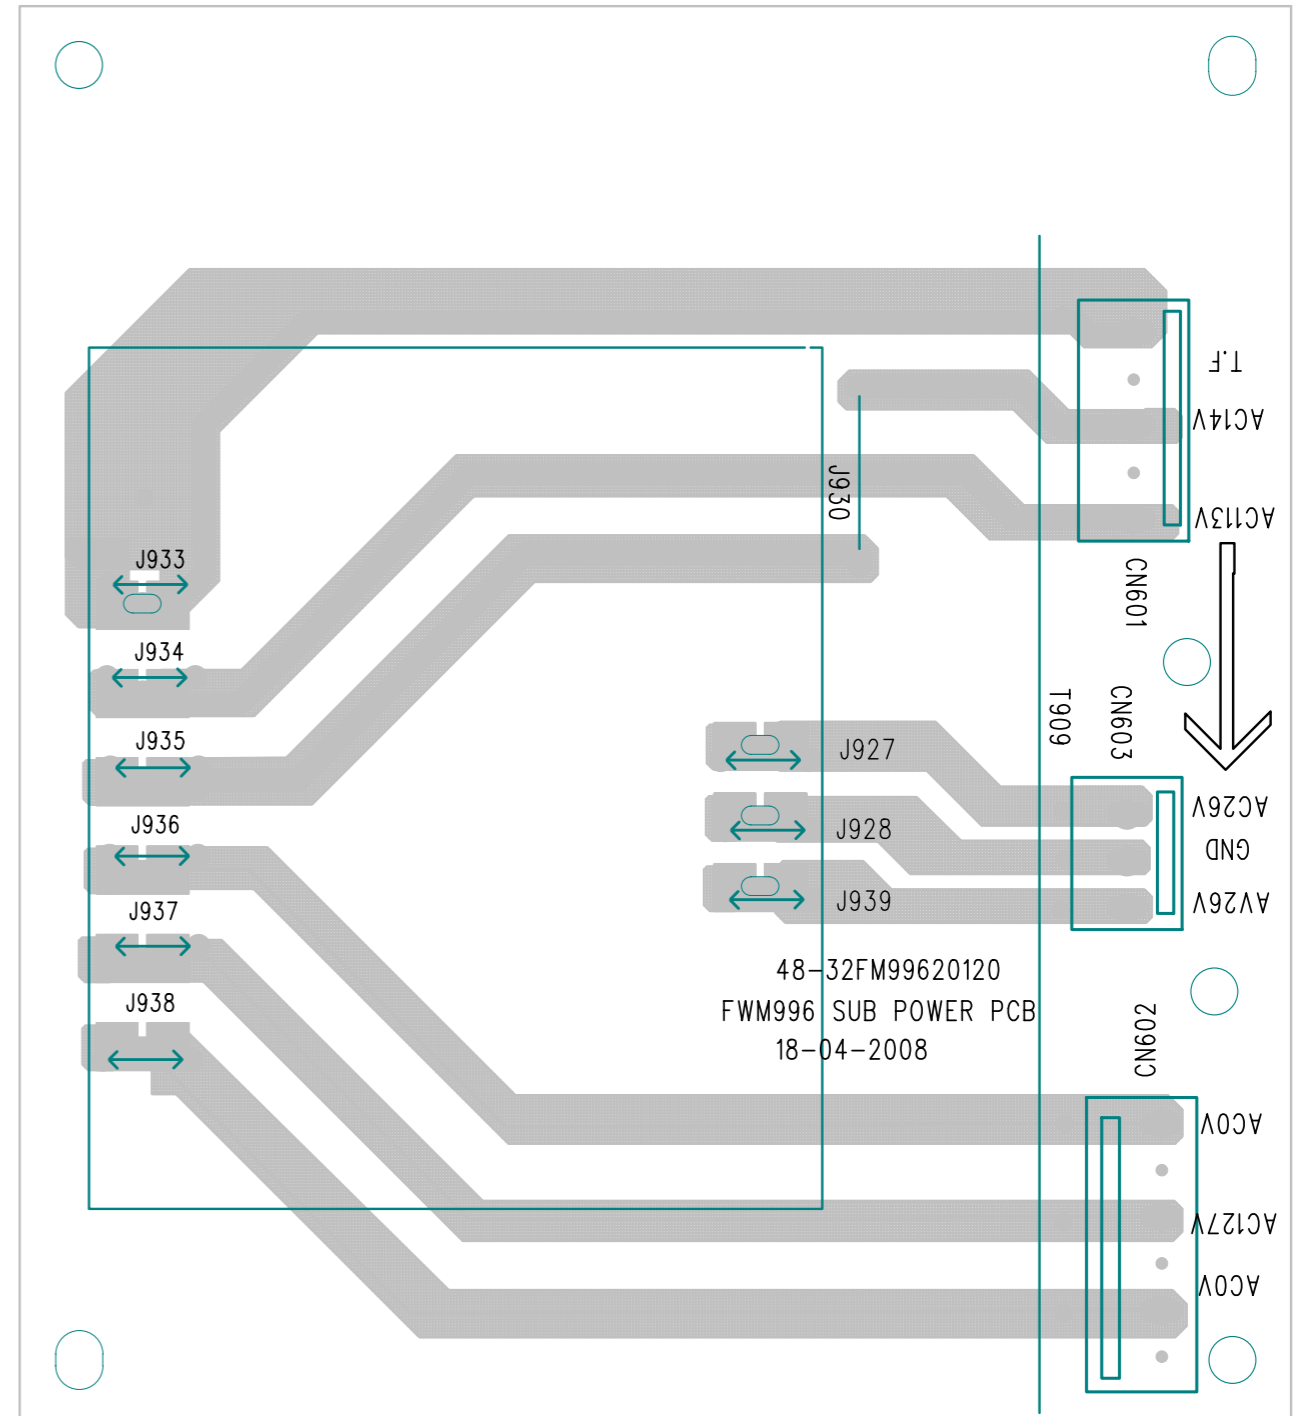 T.F
AC14V
J930
AC113V
J933
CN601
J934
T909
CN603
J935
J927
AC26V
J936
J928
GND
J939
AV26V
J937
48-32FM99620120
J938
FWM996 SUB POWER PCB
18-04-2008
CN602
AC0V
AC127V
AC0V